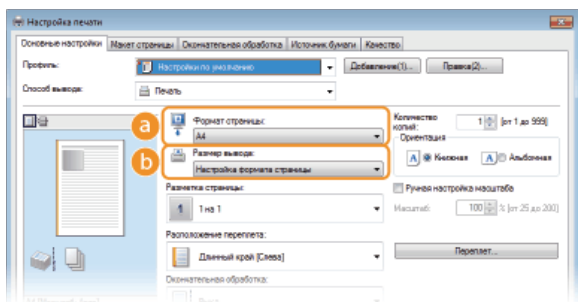 Настройка печати
Основные настройки Макет страницы Окончательная обработка Источник бумаги Качество
Профиль: Настройки по умолчанию Добавление(1)... Правка(2)...
Способ вывода: Печать
a Формат страницы: Количество копий: 1 [от 1 до 999]
A4 Ориентация
b Размер вывода: A Книжная A Альбомная
Настройка формата страницы
Разметка страницы: Ручная настройка масштаба
1 1 на 1 Масштаб: 100 % [от 25 до 200]
Расположение переплета:
Длинный край [Слева] Переплет...
Окончательная обработка: